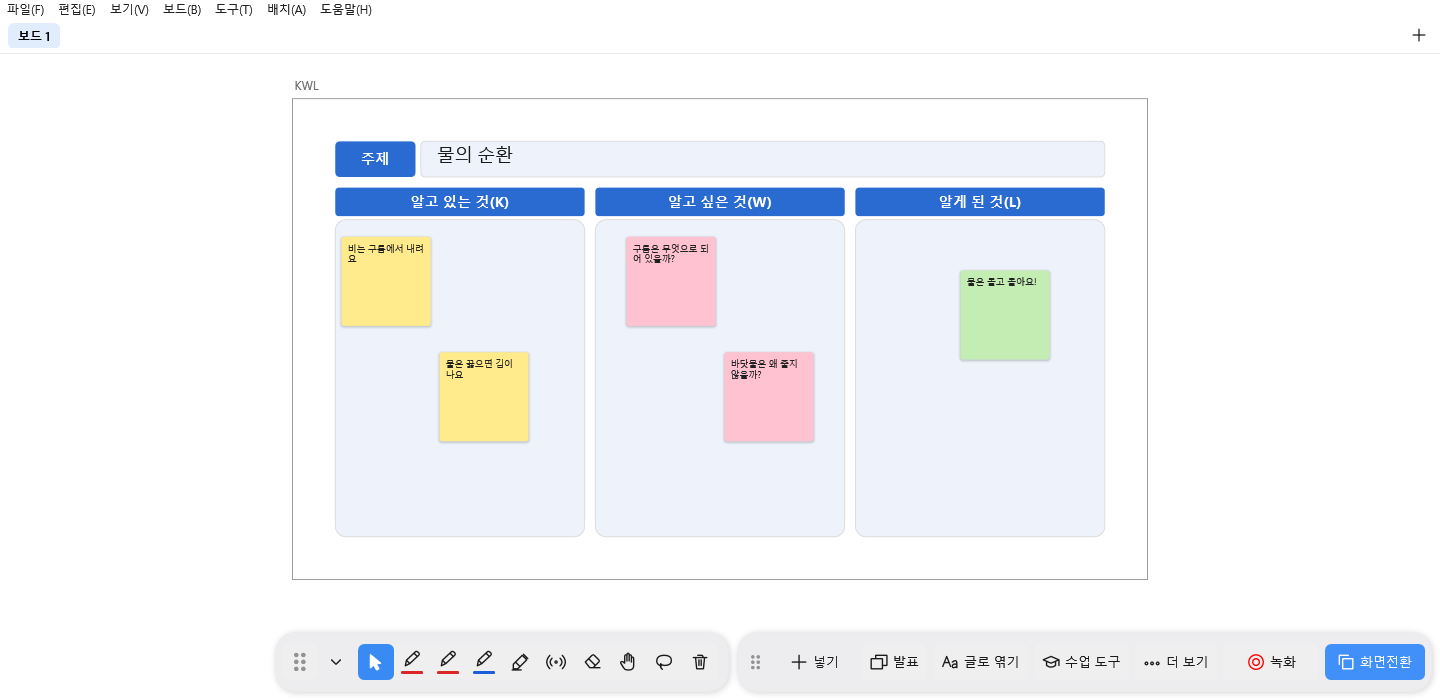 파일(F) 편집(E) 보기(V) 보드(B) 도구(T) 배치(A) 도움말(H)
보드 1
KWL
주제
물의 순환
알고 있는 것(K)
알고 싶은 것(W)
알게 된 것(L)
비는 구름에서 내려
요
물은 끓으면 김이
나요
구름은 무엇으로 되
어 있을까?
바닷물은 왜 줄지
않을까?
물은 돌고 돌아요!
넣기
발표
Aa 글로 엮기
수업 도구
더 보기
녹화
화면전환